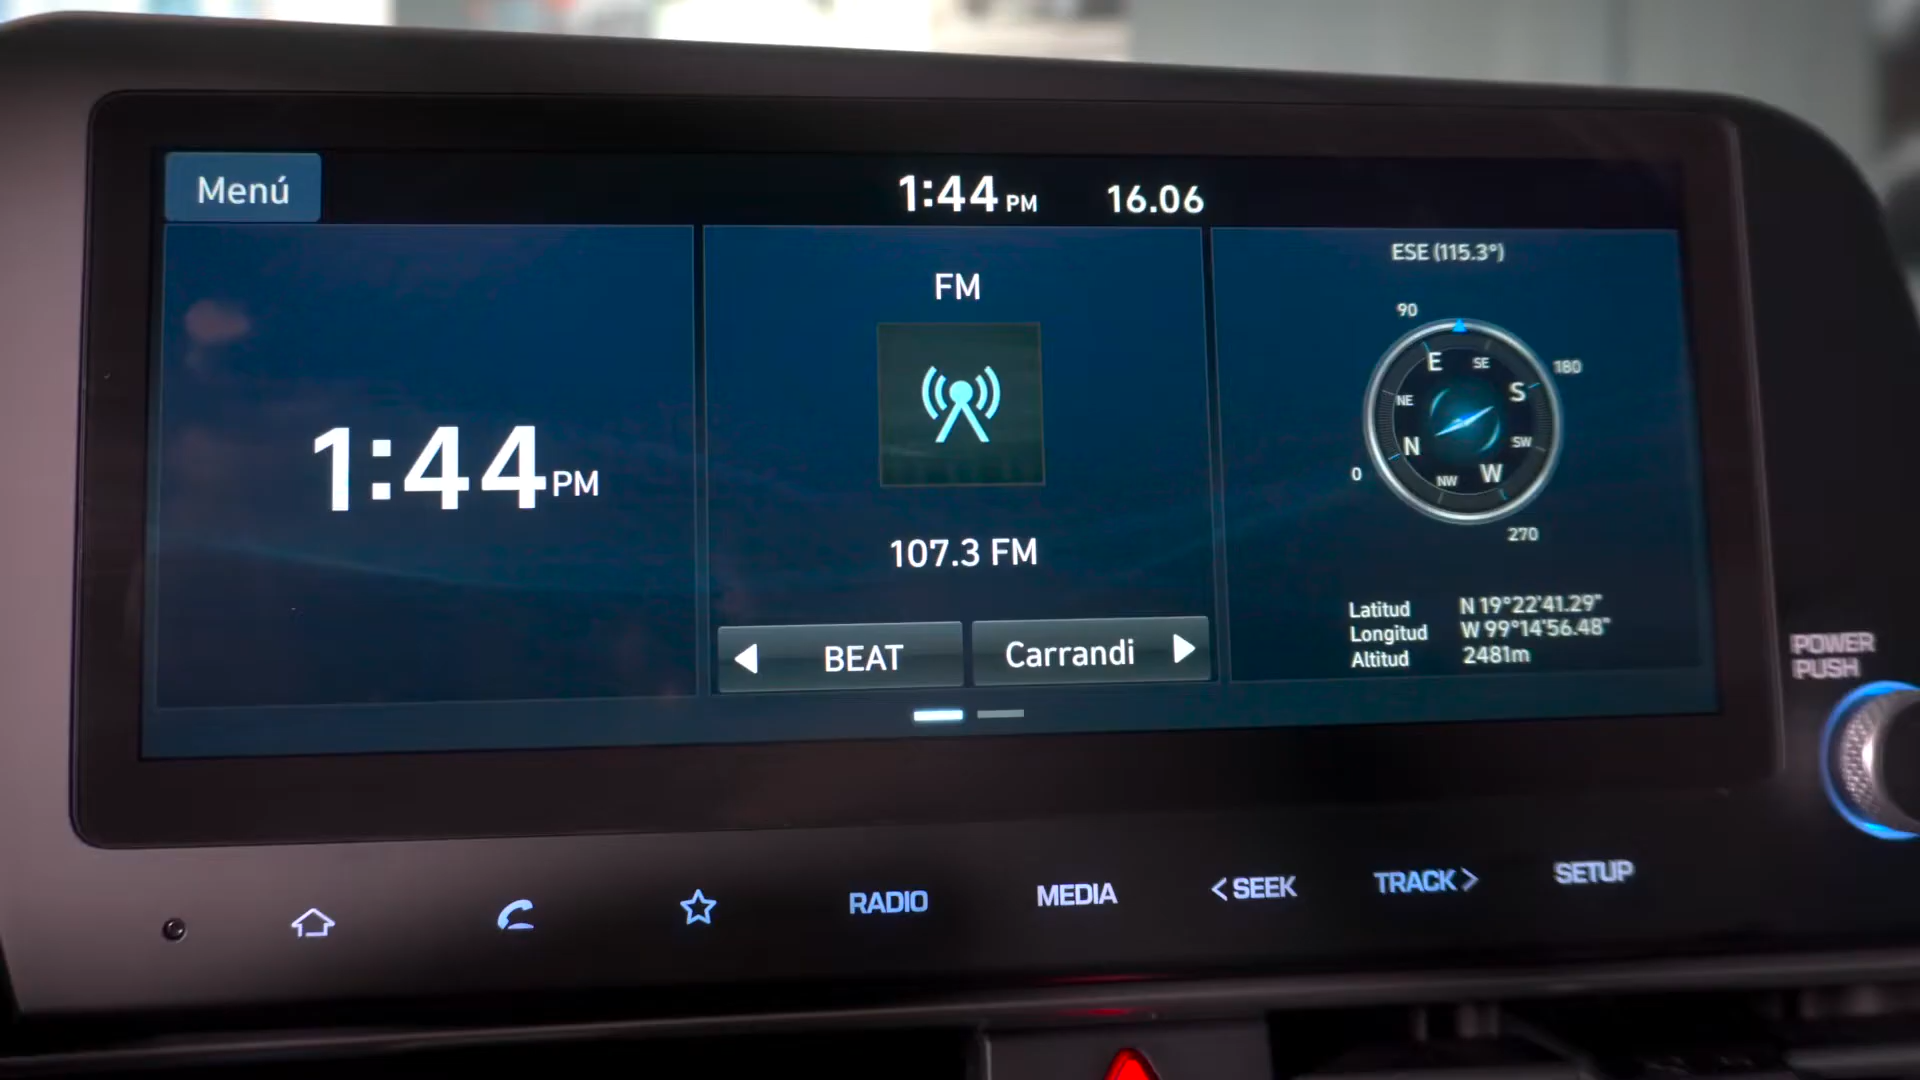 Menú
1:44 PM
16.06
1:44 PM
FM
107.3 FM
BEAT
Carrandi
ESE (115.3°)
90
180
0
270
E
SE
S
NE
SW
N
NW
W
Latitud N 19°22'41.29"
Longitud W 99°14'56.48"
Altitud 2481m
POWER
PUSH
RADIO
MEDIA
< SEEK
TRACK >
SETUP